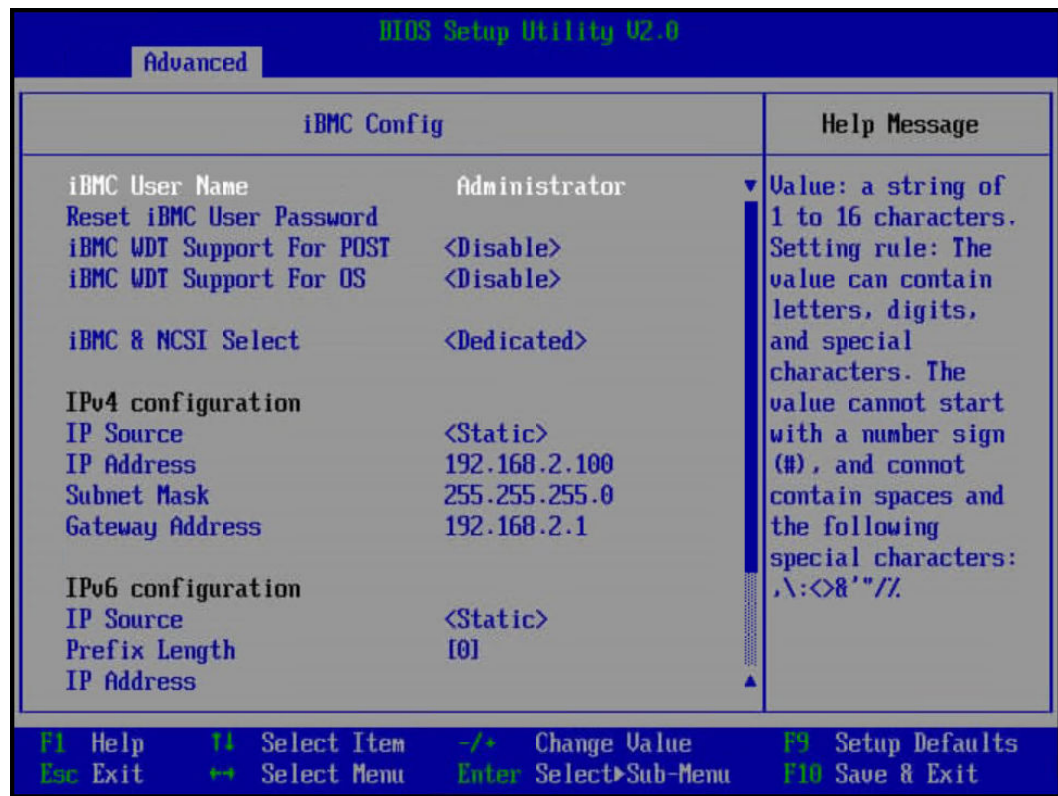 BIOS Setup Utility V2.0
Advanced
iBMC Config
Help Message
iBMC User Name Administrator
Reset iBMC User Password
iBMC WDT Support For POST <Disable>
iBMC WDT Support For OS <Disable>
iBMC & NCSI Select <Dedicated>
IPv4 configuration
IP Source <Static>
IP Address 192.168.2.100
Subnet Mask 255.255.255.0
Gateway Address 192.168.2.1
IPv6 configuration
IP Source <Static>
Prefix Length [0]
IP Address
Value: a string of
1 to 16 characters.
Setting rule: The
value can contain
letters, digits,
and special
characters. The
value cannot start
with a number sign
(#), and connot
contain spaces and
the following
special characters:
,\:<>&'"/%
F1 Help ↑↓ Select Item -/+ Change Value F9 Setup Defaults
Esc Exit ←→ Select Menu Enter Select▶Sub-Menu F10 Save & Exit